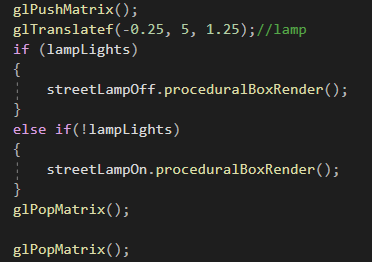 glPushMatrix();
glTranslatef(-0.25, 5, 1.25);//lamp
if (lampLights)
{
    streetLampOff.proceduralBoxRender();
}
else if(!lampLights)
{
    streetLampOn.proceduralBoxRender();
}
glPopMatrix();

glPopMatrix();